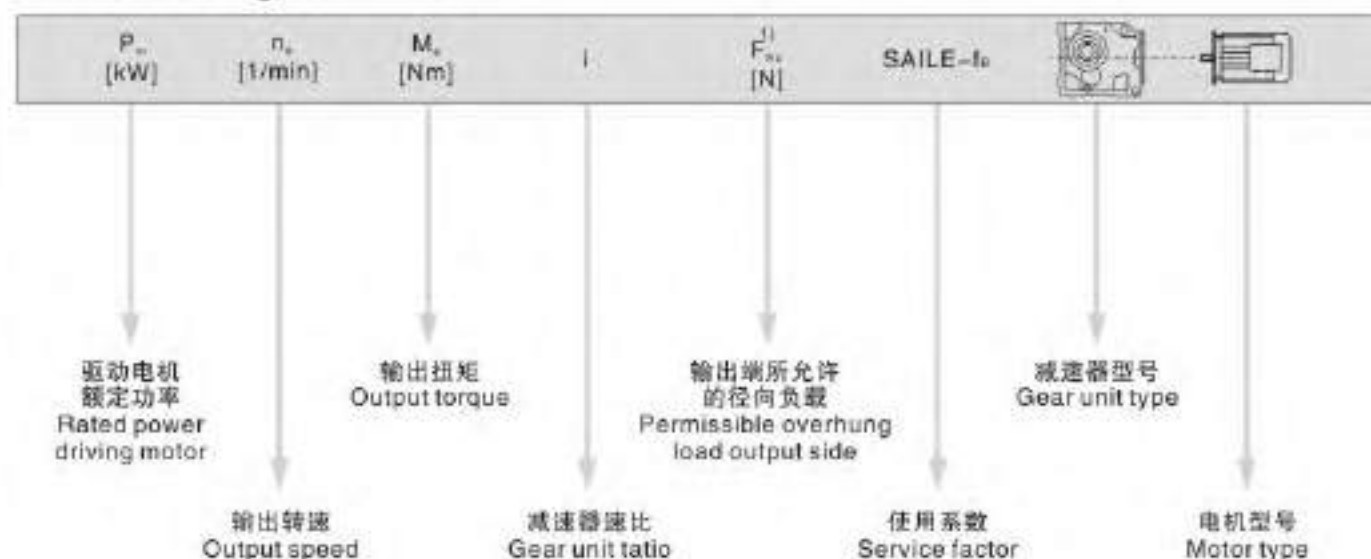 Pm na Ma i Fna1) SAILE-fB
[kW] [1/min] [Nm] [N]
驱动电机
额定功率
Rated power
driving motor
输出扭矩
Output torque
输出端所允许
的径向负载
Permissible overhung
load output side
减速器型号
Gear unit type
输出转速
Output speed
减速器速比
Gear unit tatio
使用系数
Service factor
电机型号
Motor type